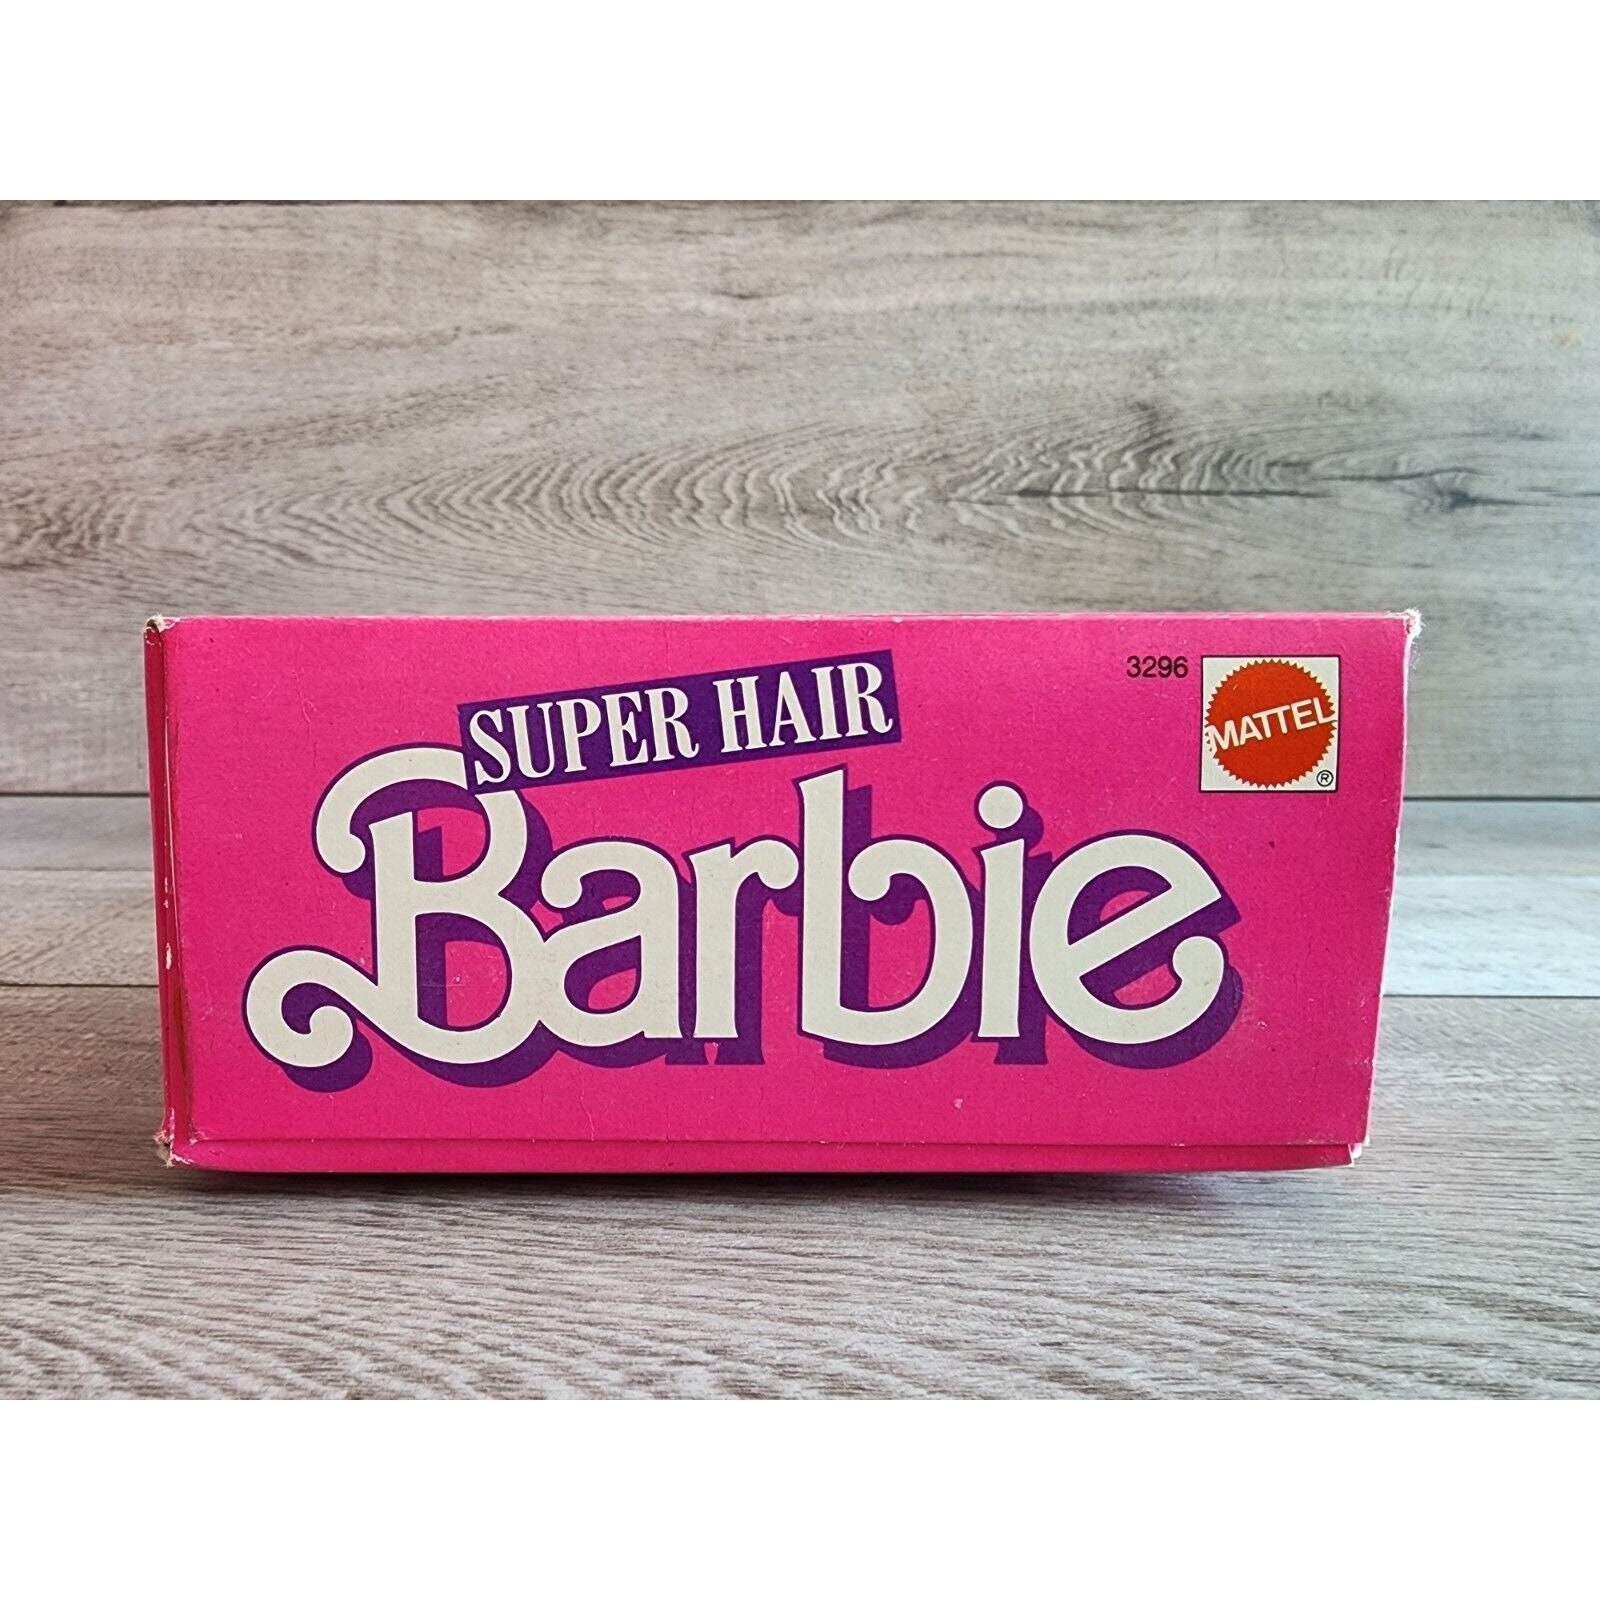 SUPER HAIR
Barbie
3296
MATTEL
®